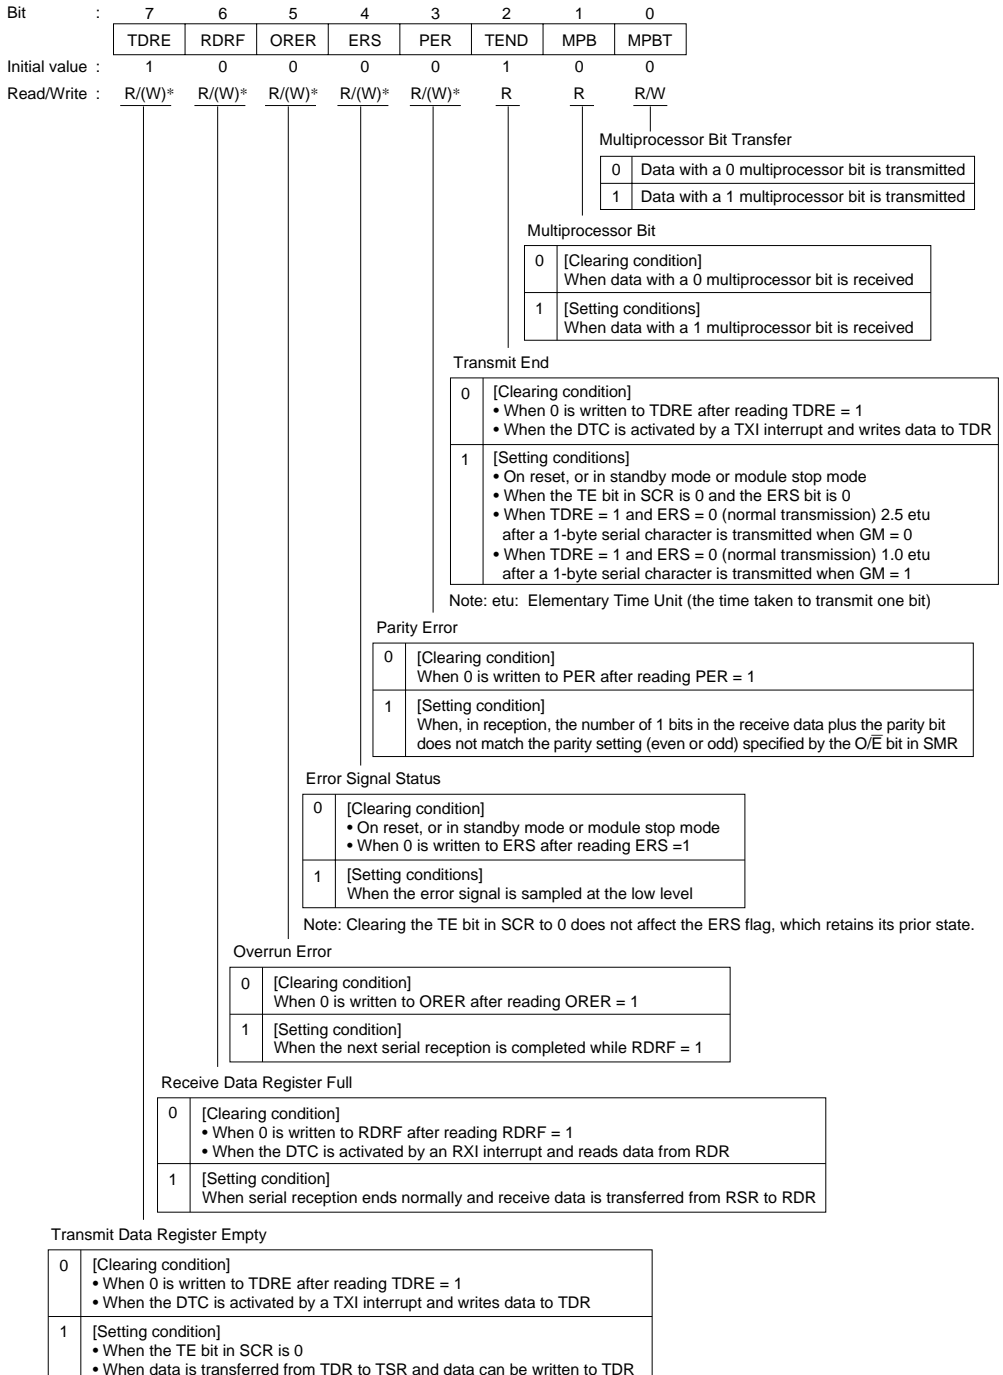 Bit : 7 6 5 4 3 2 1 0
TDRE RDRF ORER ERS PER TEND MPB MPBT
Initial value : 1 0 0 0 0 1 0 0
Read/Write : R/(W)* R/(W)* R/(W)* R/(W)* R/(W)* R R R/W
Multiprocessor Bit Transfer
0 Data with a 0 multiprocessor bit is transmitted
1 Data with a 1 multiprocessor bit is transmitted
Multiprocessor Bit
0 [Clearing condition]
When data with a 0 multiprocessor bit is received
1 [Setting conditions]
When data with a 1 multiprocessor bit is received
Transmit End
0 [Clearing condition]
• When 0 is written to TDRE after reading TDRE = 1
• When the DTC is activated by a TXI interrupt and writes data to TDR
1 [Setting conditions]
• On reset, or in standby mode or module stop mode
• When the TE bit in SCR is 0 and the ERS bit is 0
• When TDRE = 1 and ERS = 0 (normal transmission) 2.5 etu
after a 1-byte serial character is transmitted when GM = 0
• When TDRE = 1 and ERS = 0 (normal transmission) 1.0 etu
after a 1-byte serial character is transmitted when GM = 1
Note: etu: Elementary Time Unit (the time taken to transmit one bit)
Parity Error
0 [Clearing condition]
When 0 is written to PER after reading PER = 1
1 [Setting condition]
When, in reception, the number of 1 bits in the receive data plus the parity bit
does not match the parity setting (even or odd) specified by the O/E̅ bit in SMR
Error Signal Status
0 [Clearing condition]
• On reset, or in standby mode or module stop mode
• When 0 is written to ERS after reading ERS =1
1 [Setting conditions]
When the error signal is sampled at the low level
Note: Clearing the TE bit in SCR to 0 does not affect the ERS flag, which retains its prior state.
Overrun Error
0 [Clearing condition]
When 0 is written to ORER after reading ORER = 1
1 [Setting condition]
When the next serial reception is completed while RDRF = 1
Receive Data Register Full
0 [Clearing condition]
• When 0 is written to RDRF after reading RDRF = 1
• When the DTC is activated by an RXI interrupt and reads data from RDR
1 [Setting condition]
When serial reception ends normally and receive data is transferred from RSR to RDR
Transmit Data Register Empty
0 [Clearing condition]
• When 0 is written to TDRE after reading TDRE = 1
• When the DTC is activated by a TXI interrupt and writes data to TDR
1 [Setting condition]
• When the TE bit in SCR is 0
• When data is transferred from TDR to TSR and data can be written to TDR